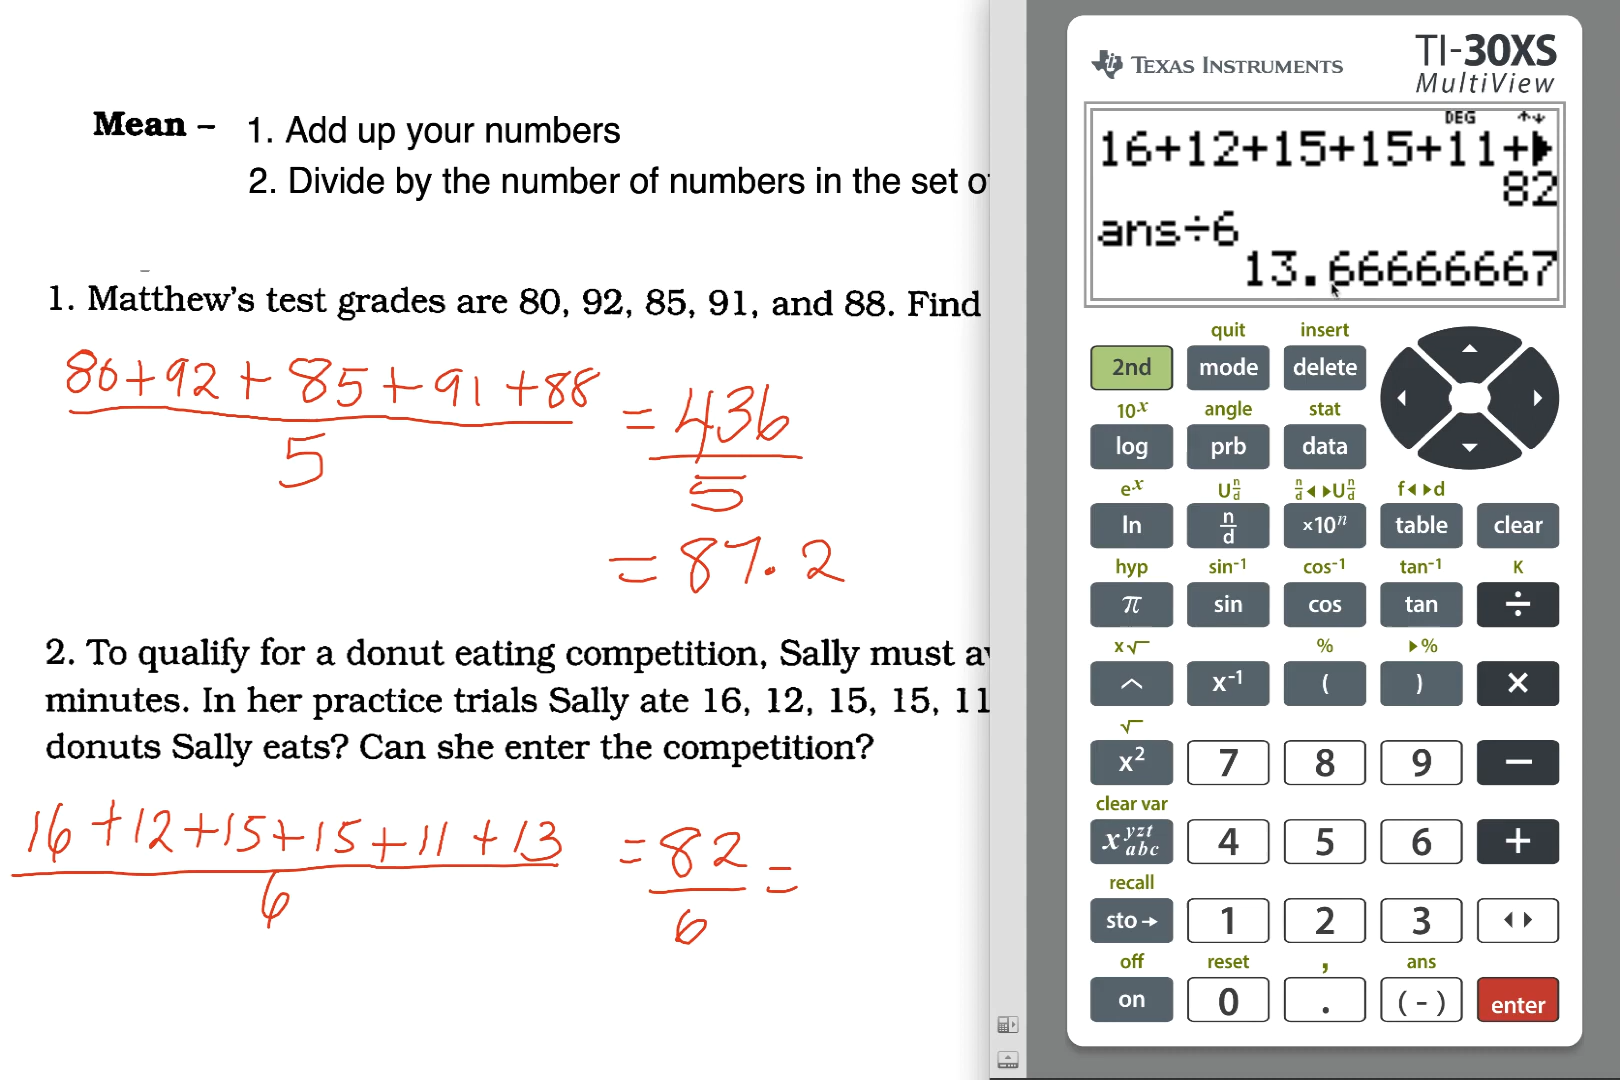 Mean – 1. Add up your numbers
2. Divide by the number of numbers in the set o
1. Matthew's test grades are 80, 92, 85, 91, and 88. Find
80+92+85+91+88
5
= 436
5
= 87.2
2. To qualify for a donut eating competition, Sally must a
minutes. In her practice trials Sally ate 16, 12, 15, 15, 11
donuts Sally eats? Can she enter the competition?
16+12+15+15+11+13
6
= 82 =
6
TEXAS INSTRUMENTS
TI-30XS
MultiView
DEG
16+12+15+15+11+
82
ans÷6
13.66666667
quit insert
2nd mode delete
10ˣ angle stat
log prb data
eˣ U n/d n/d ◂ ▸ U n/d f ◂ ▸ d
ln n/d ×10ⁿ table clear
hyp sin⁻¹ cos⁻¹ tan⁻¹ K
π sin cos tan ÷
x√ % ▸%
^ x⁻¹ ( ) ×
√
x² 7 8 9 −
clear var
x yzt abc 4 5 6 +
recall
sto→ 1 2 3 ◂ ▸
off reset , ans
on 0 . (-) enter